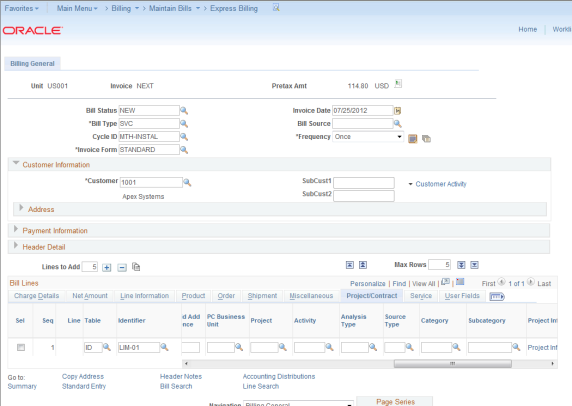 Favorites Main Menu > Billing > Maintain Bills > Express Billing
ORACLE
Home Workli
Billing General
Unit US001 Invoice NEXT Pretax Amt 114.80 USD
Bill Status NEW Invoice Date 07/25/2012
*Bill Type SVC Bill Source
Cycle ID MTH-INSTAL *Frequency Once
*Invoice Form STANDARD
Customer Information
*Customer 1001 SubCust1 Customer Activity
Apex Systems SubCust2
Address
Payment Information
Header Detail
Lines to Add 5 Max Rows 5
Bill Lines Personalize | Find | View All | First 1 of 1 Last
Charge Details Net Amount Line Information Product Order Shipment Miscellaneous Project/Contract Service User Fields
Sel Seq Line Table Identifier d Add nce PC Business Unit Project Activity Analysis Type Source Type Category Subcategory Project Int
1 ID LIM-01 Project Inf
Go to: Copy Address Header Notes Accounting Distributions
Summary Standard Entry Bill Search Line Search
Navigation Billing General Page Series